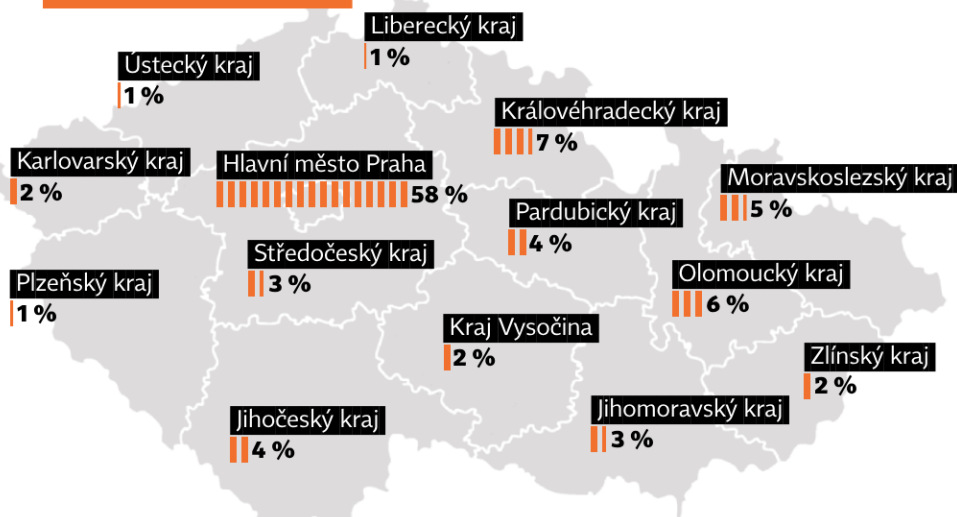 Liberecký kraj
1 %
Ústecký kraj
1 %
Královéhradecký kraj
7 %
Karlovarský kraj
2 %
Hlavní město Praha
58 %
Moravskoslezský kraj
5 %
Pardubický kraj
4 %
Středočeský kraj
3 %
Olomoucký kraj
6 %
Plzeňský kraj
1 %
Kraj Vysočina
2 %
Zlínský kraj
2 %
Jihomoravský kraj
3 %
Jihočeský kraj
4 %